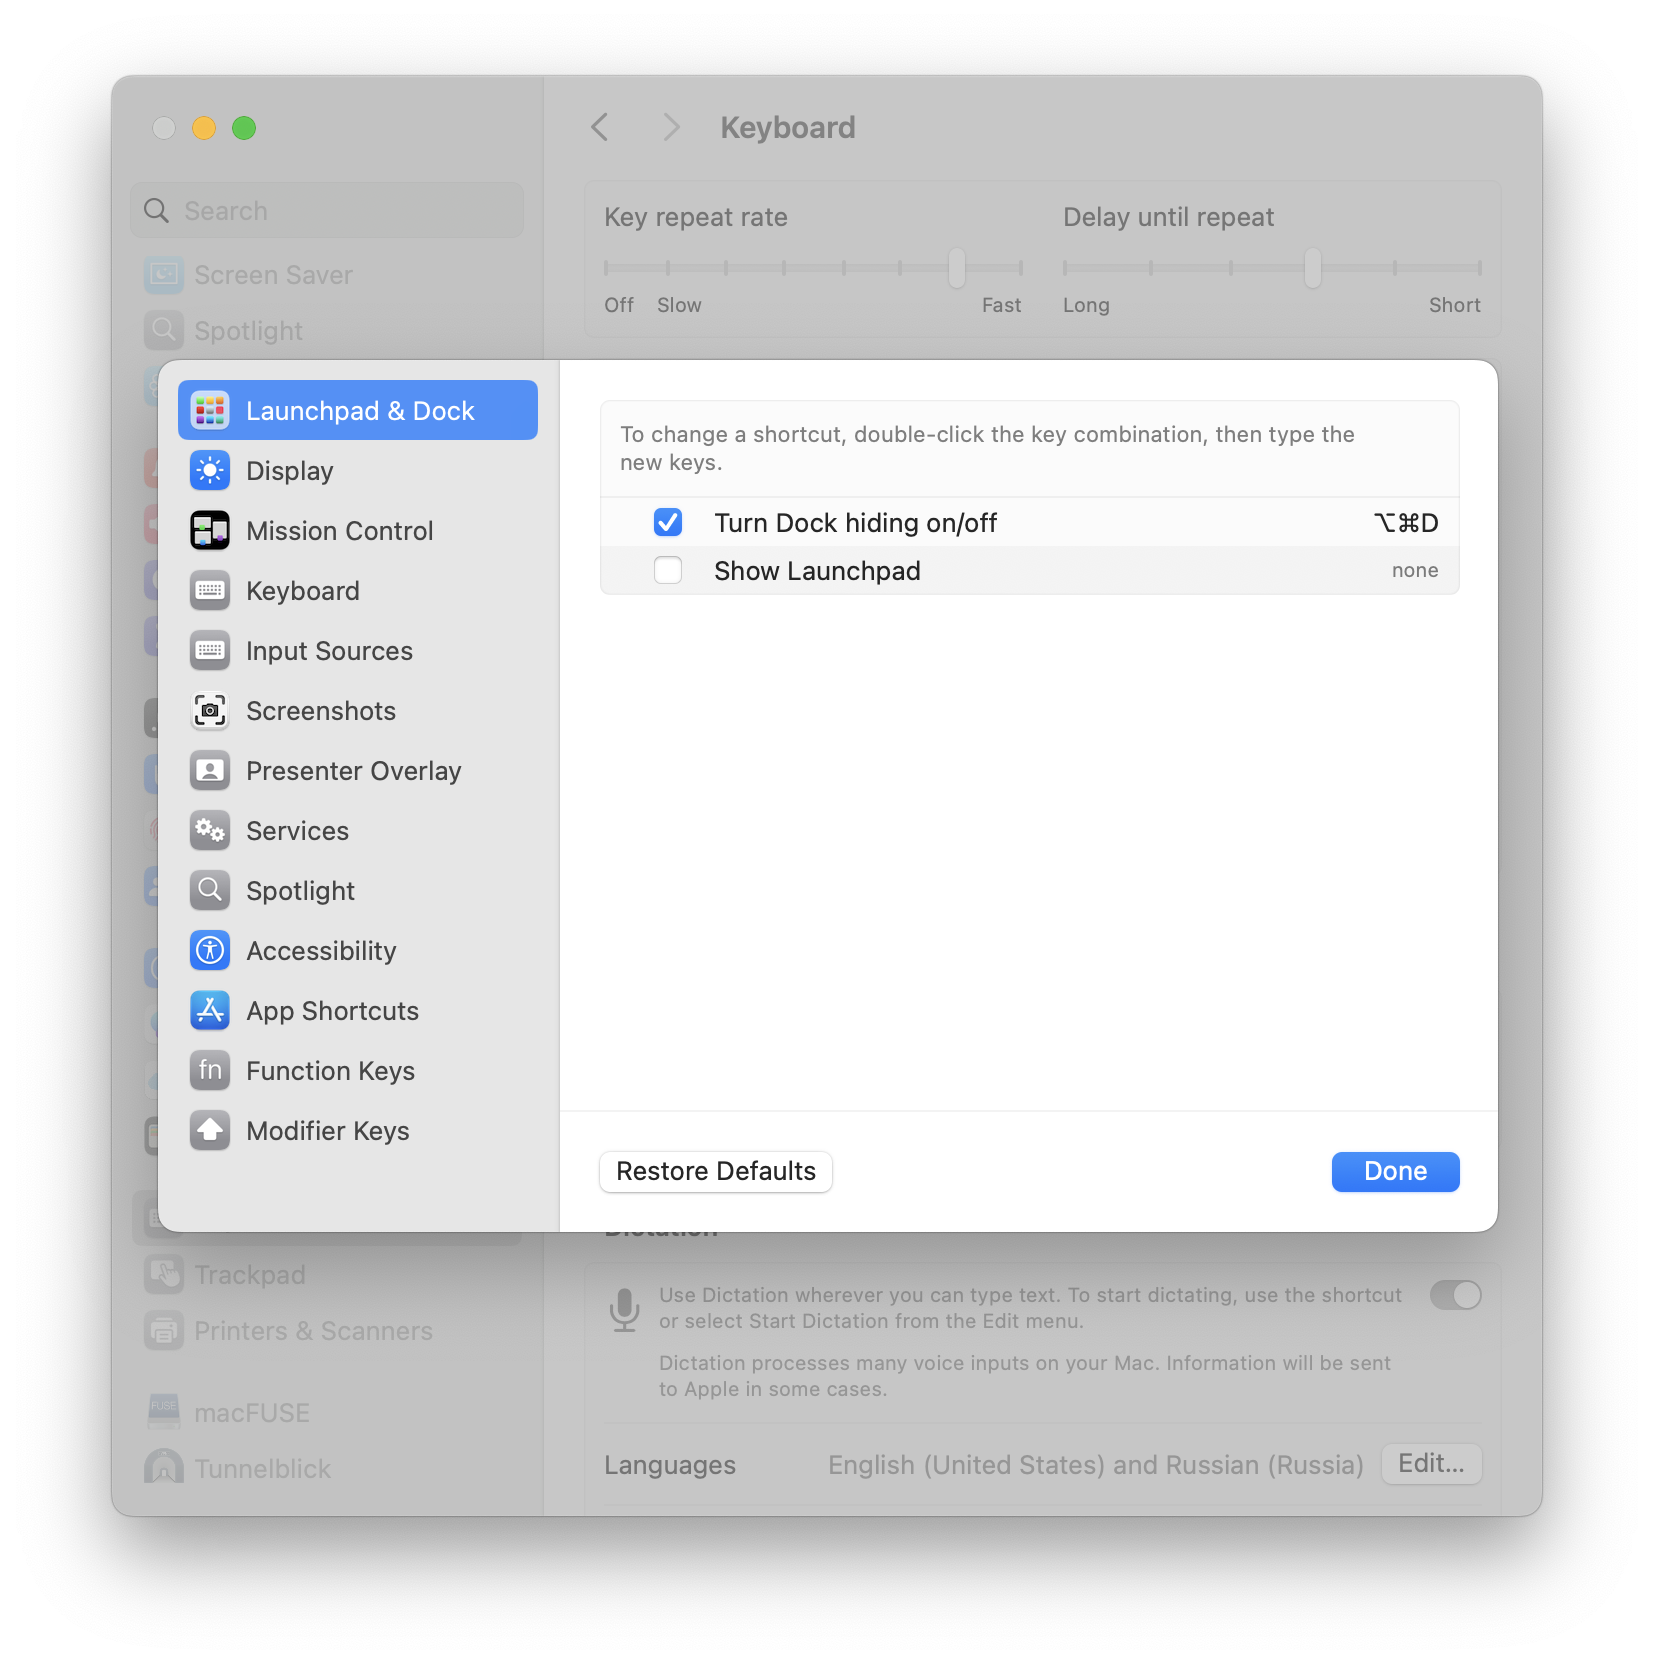 Keyboard
Search
Key repeat rate
Delay until repeat
Off
Slow
Fast
Long
Short
Screen Saver
Spotlight
Launchpad & Dock
Display
Mission Control
Keyboard
Input Sources
Screenshots
Presenter Overlay
Services
Spotlight
Accessibility
App Shortcuts
fn
Function Keys
Modifier Keys
To change a shortcut, double-click the key combination, then type the
new keys.
Turn Dock hiding on/off ⌥⌘D
Show Launchpad none
Restore Defaults
Done
Dictation
Trackpad
Printers & Scanners
FUSE
macFUSE
Tunnelblick
Use Dictation wherever you can type text. To start dictating, use the shortcut
or select Start Dictation from the Edit menu.
Dictation processes many voice inputs on your Mac. Information will be sent
to Apple in some cases.
Languages English (United States) and Russian (Russia) Edit...